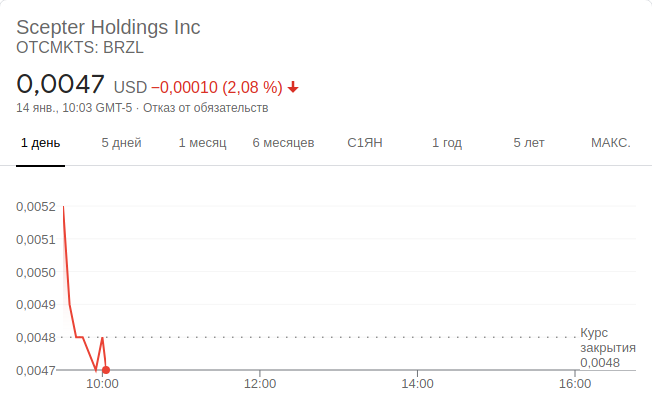 Scepter Holdings Inc
OTCMKTS: BRZL
0,0047 USD −0,00010 (2,08 %)
14 янв., 10:03 GMT-5 · Отказ от обязательств
1 день 5 дней 1 месяц 6 месяцев С1ЯН 1 год 5 лет МАКС.
0,0052
0,0051
0,0050
0,0049
0,0048
Курс
закрытия
0,0048
0,0047
10:00 12:00 14:00 16:00